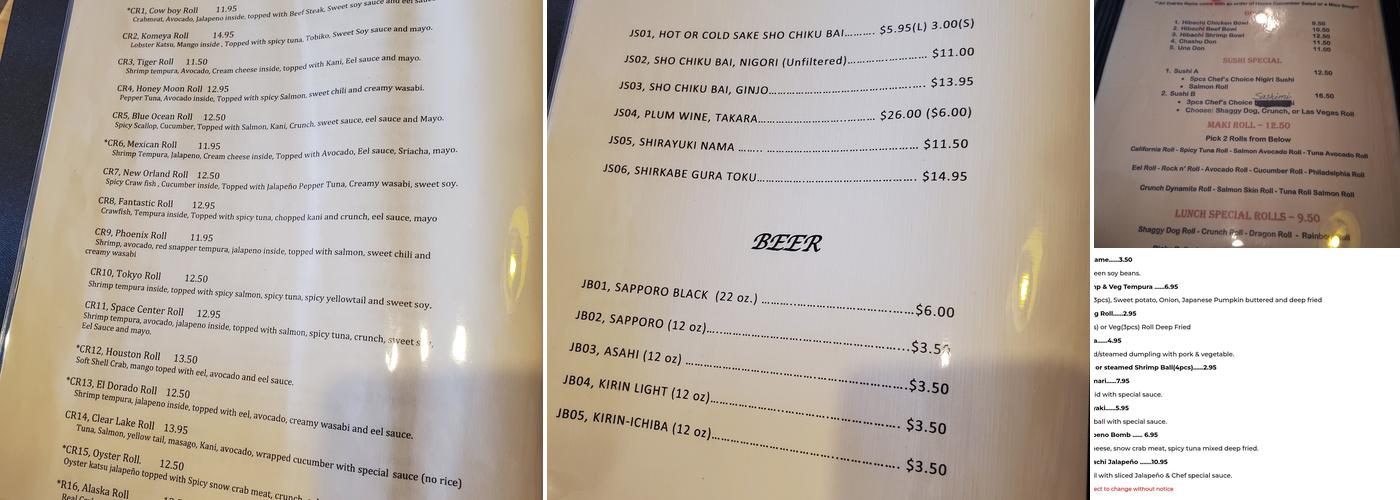 *CR1, Cow boy Roll 11.95
Crabmeat, Avocado, Jalapeno inside, topped with Beef Steak, Sweet soy sauce and
CR2, Komeya Roll 14.95
Lobster Katsu, Mango inside , Topped with spicy tuna, Tobiko, Sweet Soy sauce and mayo.
CR3, Tiger Roll 11.50
Shrimp tempura, Avocado, Cream cheese inside, topped with Kani, Eel sauce and mayo.
CR4, Honey Moon Roll 12.95
Pepper Tuna, Avocado inside, Topped with spicy Salmon, sweet chili and creamy wasabi.
CR5, Blue Ocean Roll 12.50
Spicy Scallop, Cucumber, Topped with Salmon, Kani, Crunch, sweet sauce, eel sauce and Mayo.
*CR6, Mexican Roll 11.95
Shrimp Tempura, Jalapeno, Cream cheese inside, Topped with Avocado, Eel sauce, Sriacha, mayo.
CR7, New Orland Roll 12.50
Spicy Craw fish , Cucumber inside, Topped with Jalapeño Pepper Tuna, Creamy wasabi, sweet soy.
CR8, Fantastic Roll 12.95
Crawfish, Tempura inside, Topped with spicy tuna, chopped kani and crunch, eel sauce, mayo
CR9, Phoenix Roll 11.95
Shrimp, avocado, red snapper tempura, jalapeno inside, topped with salmon, sweet chili and
creamy wasabi
CR10, Tokyo Roll 12.50
Shrimp tempura inside, topped with spicy salmon, spicy tuna, spicy yellowtail and sweet soy.
CR11, Space Center Roll 12.95
Shrimp tempura, avocado, jalapeno inside, topped with salmon, spicy tuna, crunch, sweet
Eel Sauce and mayo.
*CR12, Houston Roll 13.50
Soft Shell Crab, mango toped with eel, avocado and eel sauce.
*CR13, El Dorado Roll 12.50
Shrimp tempura, jalapeno inside, topped with eel, avocado, creamy wasabi and eel sauce.
CR14, Clear Lake Roll 13.95
Tuna, Salmon, yellow tail, masago, Kani, avocado, wrapped cucumber with special sauce (no rice)
*CR15, Oyster Roll. 12.50
Oyster katsu jalapeño topped with Spicy snow crab meat, crunch
*R16, Alaska Roll
JS01, HOT OR COLD SAKE SHO CHIKU BAI.......... $5.95(L) 3.00(S)
JS02, SHO CHIKU BAI, NIGORI (Unfiltered)................ $11.00
JS03, SHO CHIKU BAI, GINJO................................ $13.95
JS04, PLUM WINE, TAKARA............................ $26.00 ($6.00)
JS05, SHIRAYUKI NAMA ................................ $11.50
JS06, SHIRKABE GURA TOKU.............................. $14.95
BEER
JB01, SAPPORO BLACK (22 oz.) ..............................$6.00
JB02, SAPPORO (12 oz)........................................$3.50
JB03, ASAHI (12 oz) ........................................$3.50
JB04, KIRIN LIGHT (12 oz)................................... $3.50
JB05, KIRIN-ICHIBA (12 oz)................................... $3.50
1. Hibachi Chicken Bowl 9.50
2. Hibachi Beef Bowl 10.50
3. Hibachi Shrimp Bowl 12.50
4. Chashu Don 11.50
5. Una Don 11.50
SUSHI SPECIAL
1. Sushi A 12.50
• 5pcs Chef's Choice Nigiri Sushi
• Salmon Roll
2. Sushi B Sashimi 16.50
• 3pcs Chef's Choice
• Choose: Shaggy Dog, Crunch, or Las Vegas Roll
MAKI ROLL – 12.50
Pick 2 Rolls from Below
California Roll - Spicy Tuna Roll - Salmon Avocado Roll - Tuna Avocado Roll
Eel Roll - Rock n' Roll - Avocado Roll - Cucumber Roll - Philadelphia Roll
Crunch Dynamite Roll - Salmon Skin Roll - Tuna Roll Salmon Roll
LUNCH SPECIAL ROLLS – 9.50
Shaggy Dog Roll - Crunch Roll - Dragon Roll - Rainbow Roll
ame......3.50
een soy beans.
p & Veg Tempura ......6.95
3pcs), Sweet potato, Onion, Japanese Pumpkin buttered and deep fried
g Roll......2.95
s) or Veg(3pcs) Roll Deep Fried
a......4.95
d/steamed dumpling with pork & vegetable.
or steamed Shrimp Ball(4pcs)......2.95
nari......7.95
id with special sauce.
aki......5.95
ball with special sauce.
eno Bomb ...... 6.95
eese, snow crab meat, spicy tuna mixed deep fried.
achi Jalapeño ......10.95
l with sliced Jalapeño & Chef special sauce.
ect to change without notice